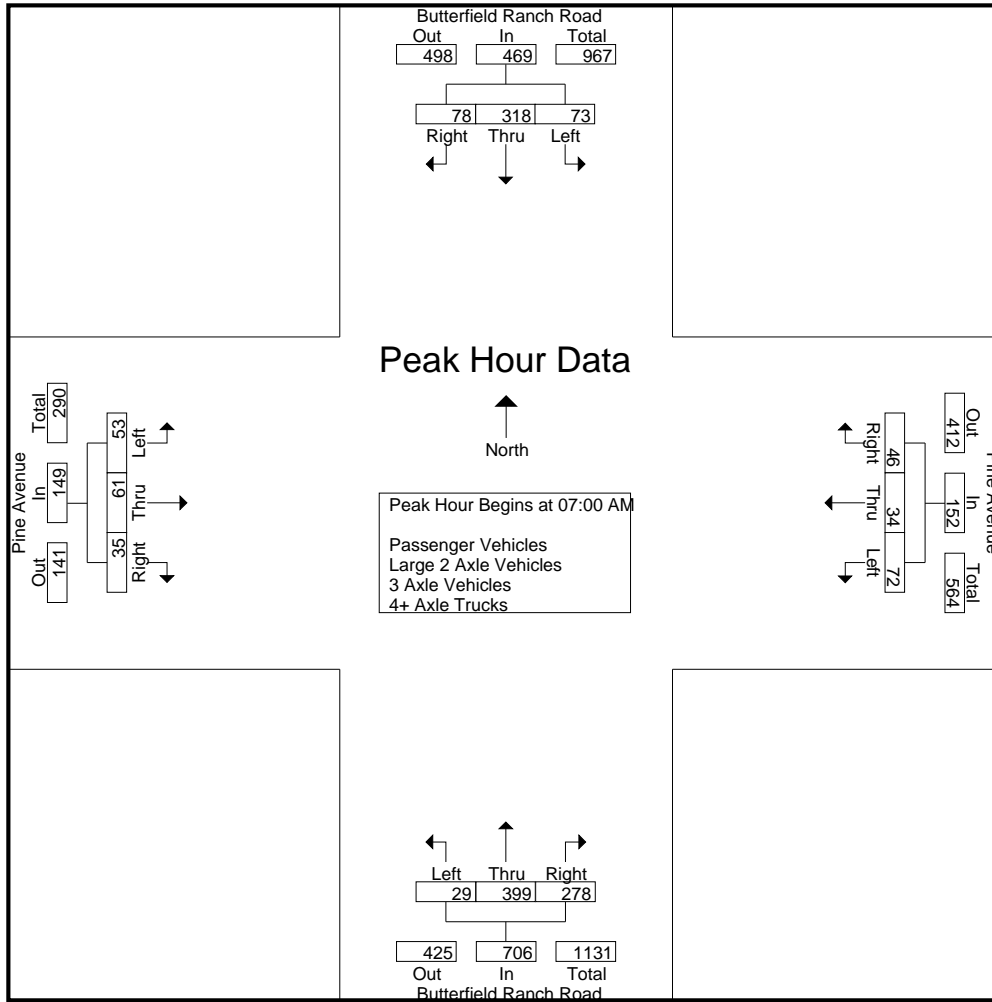 Butterfield Ranch Road
Out In Total
498 469 967
78 318 73
Right Thru Left
Peak Hour Data
North
Peak Hour Begins at 07:00 AM
Passenger Vehicles
Large 2 Axle Vehicles
3 Axle Vehicles
4+ Axle Trucks
Pine Avenue
Out In Total
141 149 290
35 61 53
Right Thru Left
Pine Avenue
Out In Total
412 152 564
46 34 72
Right Thru Left
Left Thru Right
29 399 278
425 706 1131
Out In Total
Butterfield Ranch Road